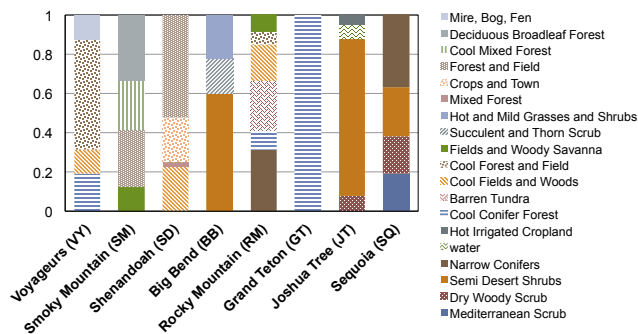 1
0.8
0.6
0.4
0.2
0
Voyageurs (VY)
Smoky Mountain (SM)
Shenandoah (SD)
Big Bend (BB)
Rocky Mountain (RM)
Grand Teton (GT)
Joshua Tree (JT)
Sequoia (SQ)
Mire, Bog, Fen
Deciduous Broadleaf Forest
Cool Mixed Forest
Forest and Field
Crops and Town
Mixed Forest
Hot and Mild Grasses and Shrubs
Succulent and Thorn Scrub
Fields and Woody Savanna
Cool Forest and Field
Cool Fields and Woods
Barren Tundra
Cool Conifer Forest
Hot Irrigated Cropland
water
Narrow Conifers
Semi Desert Shrubs
Dry Woody Scrub
Mediterranean Scrub